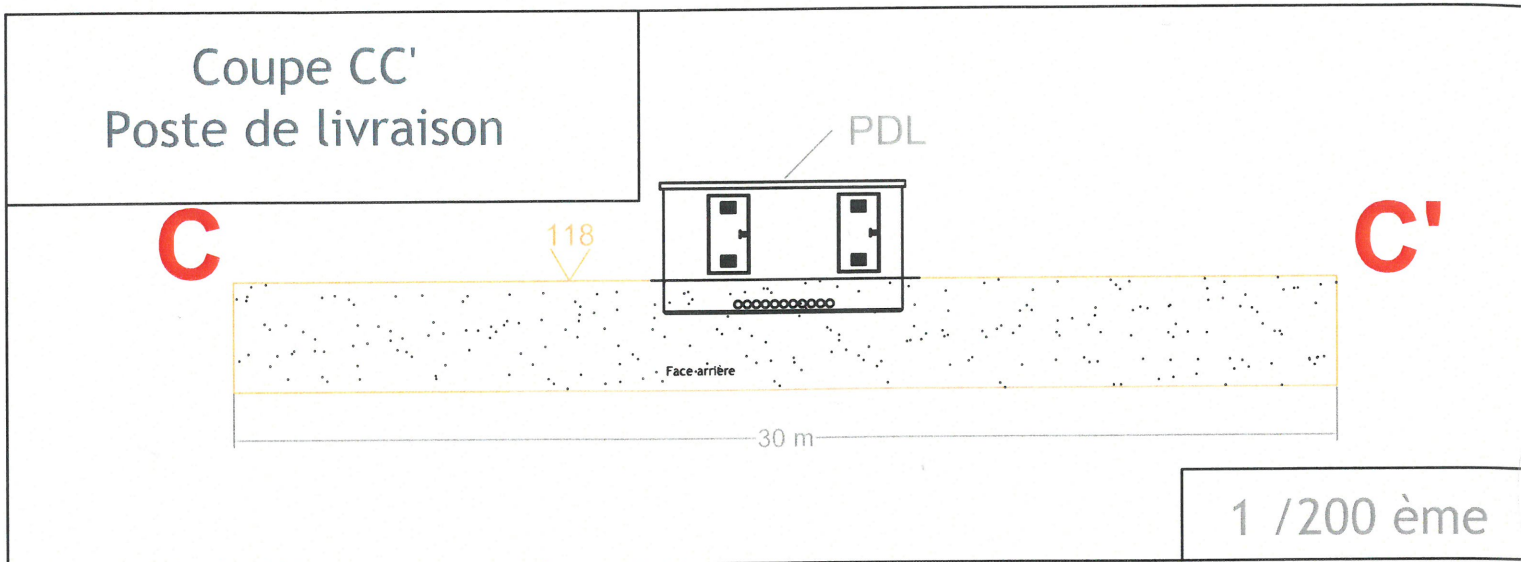 Coupe CC'
Poste de livraison
PDL
C
C'
118
Face-arrière
30 m
1 /200 ème